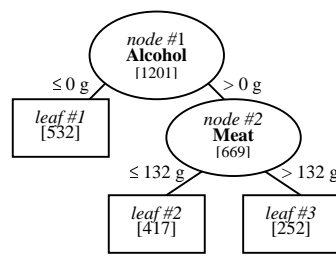 node #1
Alcohol
[1201]
≤ 0 g
> 0 g
leaf #1
[532]
node #2
Meat
[669]
≤ 132 g
> 132 g
leaf #2
[417]
leaf #3
[252]